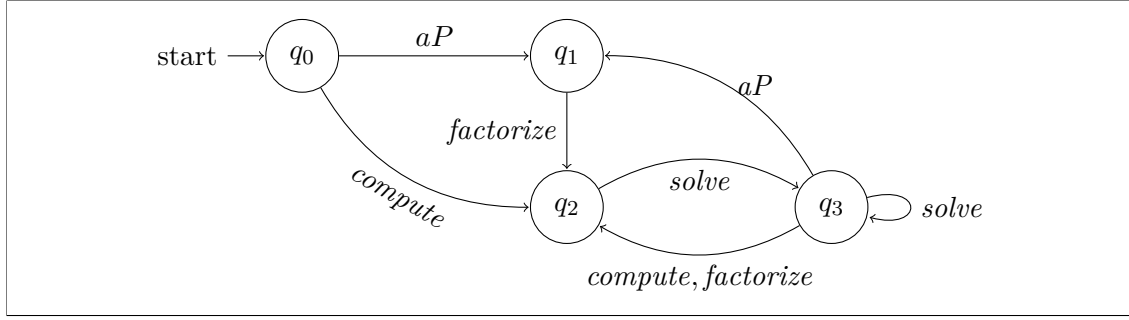 aP
start q0 q1
aP
factorize
compute
solve
q2 q3 solve
compute, factorize